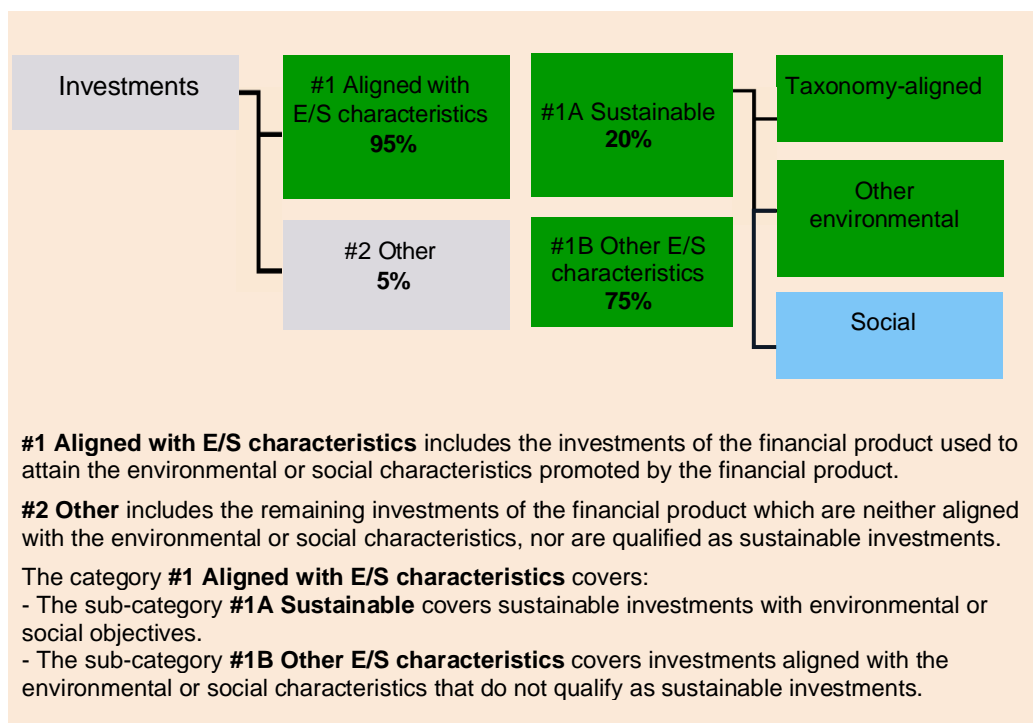 Investments
#1 Aligned with
E/S characteristics
95%
#2 Other
5%
#1A Sustainable
20%
#1B Other E/S
characteristics
75%
Taxonomy-aligned
Other
environmental
Social
#1 Aligned with E/S characteristics includes the investments of the financial product used to
attain the environmental or social characteristics promoted by the financial product.
#2 Other includes the remaining investments of the financial product which are neither aligned
with the environmental or social characteristics, nor are qualified as sustainable investments.
The category #1 Aligned with E/S characteristics covers:
- The sub-category #1A Sustainable covers sustainable investments with environmental or
social objectives.
- The sub-category #1B Other E/S characteristics covers investments aligned with the
environmental or social characteristics that do not qualify as sustainable investments.